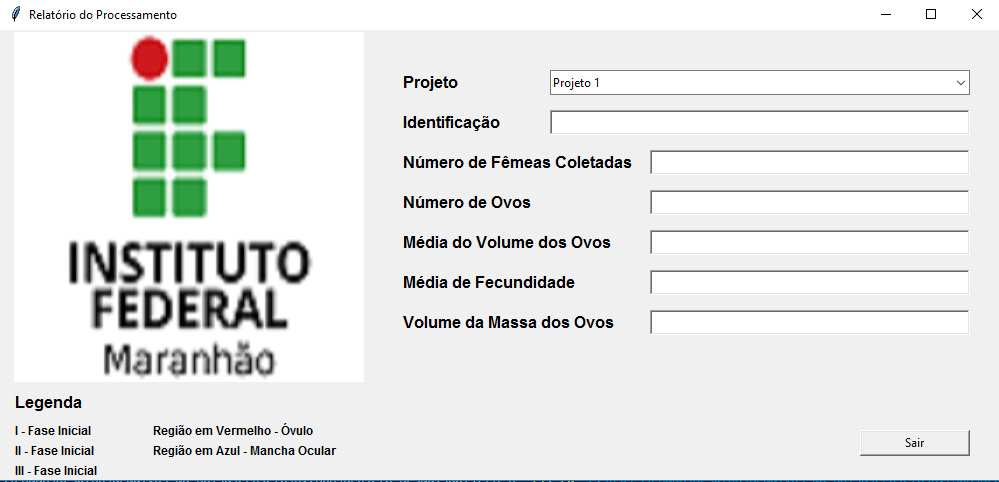 Relatório do Processamento
INSTITUTO
FEDERAL
Maranhão
Projeto
Projeto 1
Identificação
Número de Fêmeas Coletadas
Número de Ovos
Média do Volume dos Ovos
Média de Fecundidade
Volume da Massa dos Ovos
Legenda
I - Fase Inicial
Região em Vermelho - Óvulo
II - Fase Inicial
Região em Azul - Mancha Ocular
III - Fase Inicial
Sair